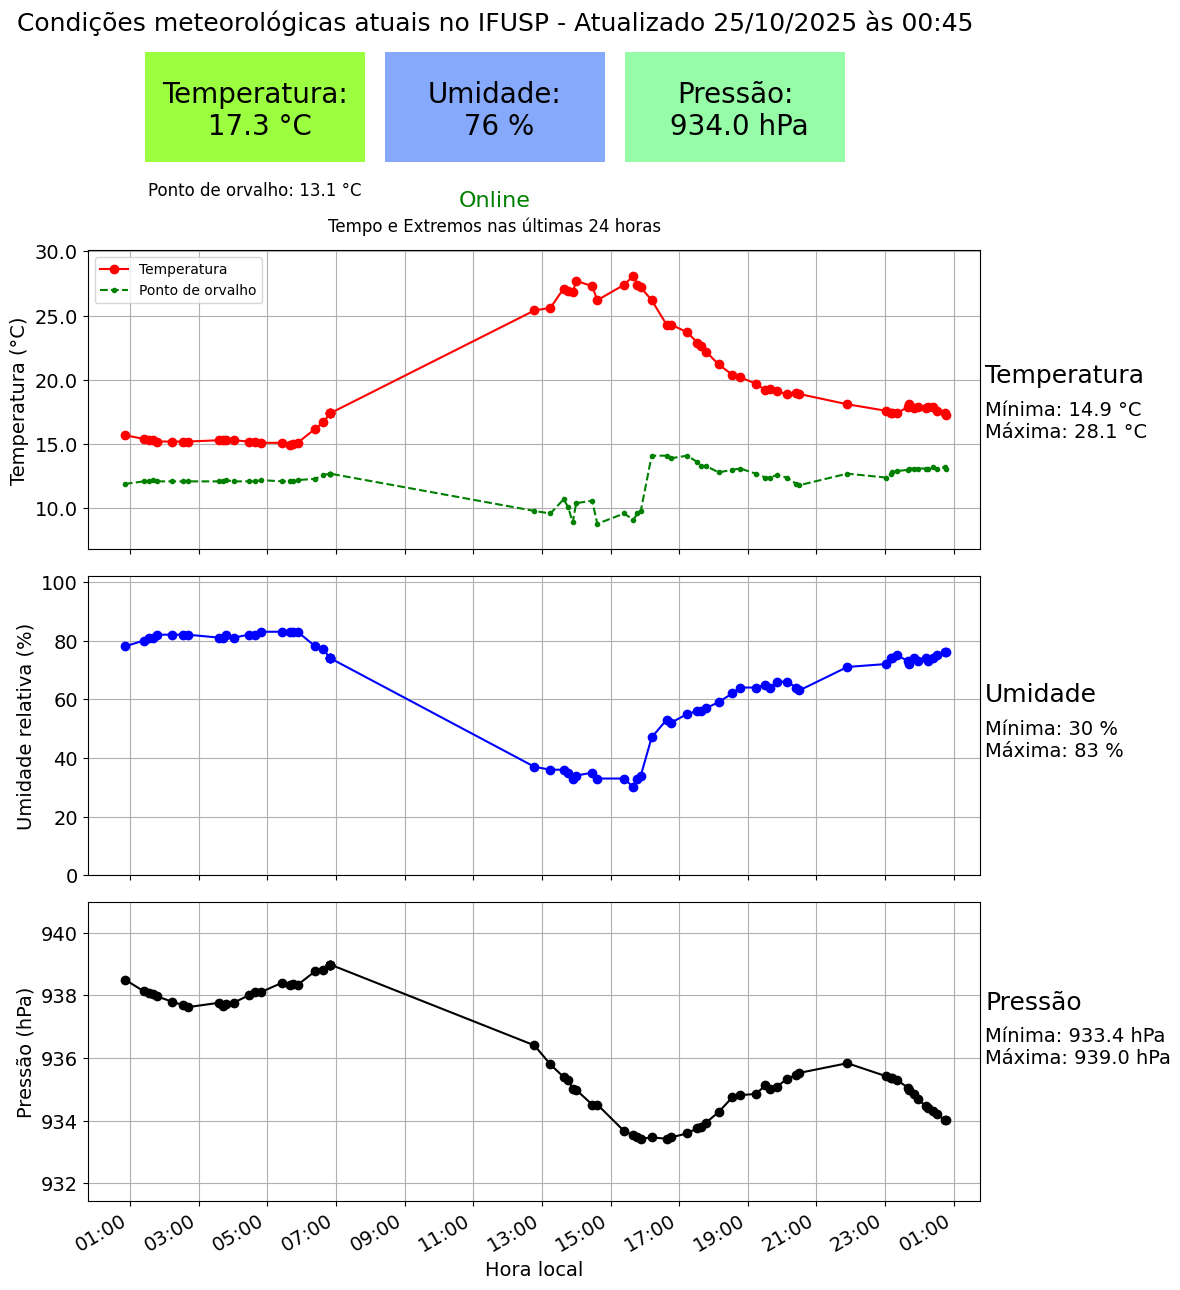 Condições meteorológicas atuais no IFUSP - Atualizado 25/10/2025 às 00:45
Temperatura:
17.3 °C
Umidade:
76 %
Pressão:
934.0 hPa
Ponto de orvalho: 13.1 °C
Online
Tempo e Extremos nas últimas 24 horas
Temperatura (°C)
30.0
25.0
20.0
15.0
10.0
Temperatura
Ponto de orvalho
Temperatura
Mínima: 14.9 °C
Máxima: 28.1 °C
Umidade relativa (%)
100
80
60
40
20
0
Umidade
Mínima: 30 %
Máxima: 83 %
Pressão (hPa)
940
938
936
934
932
Pressão
Mínima: 933.4 hPa
Máxima: 939.0 hPa
01:00
03:00
05:00
07:00
09:00
11:00
13:00
15:00
17:00
19:00
21:00
23:00
01:00
Hora local